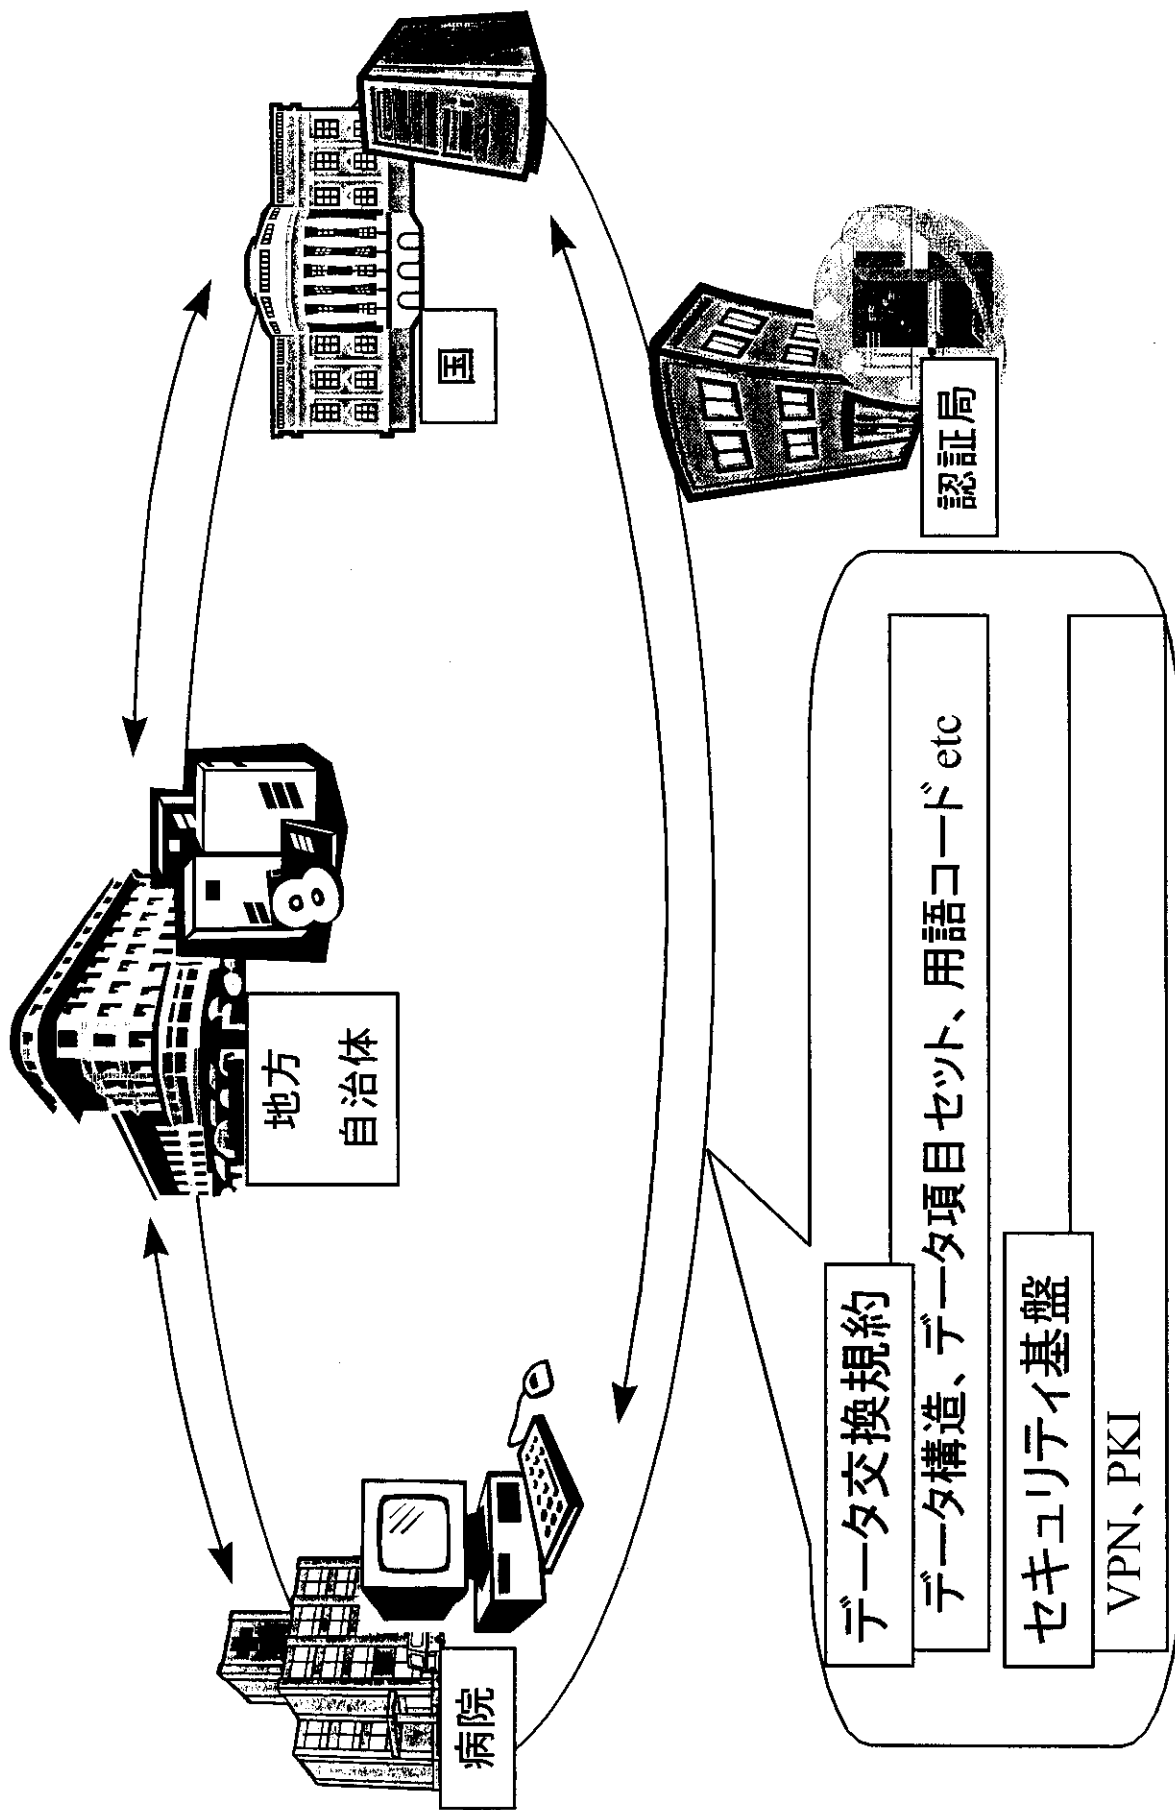 地方
自治体
病院
国
認証局
データ交換規約
データ構造、データ項目セット、用語コード etc
セキュリティ基盤
VPN、PKI